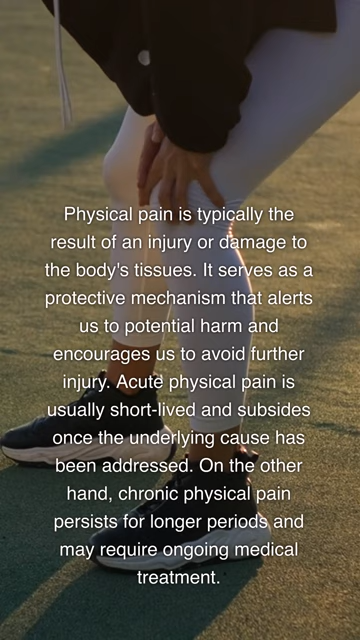 Physical pain is typically the
result of an injury or damage to
the body's tissues. It serves as a
protective mechanism that alerts
us to potential harm and
encourages us to avoid further
injury. Acute physical pain is
usually short-lived and subsides
once the underlying cause has
been addressed. On the other
hand, chronic physical pain
persists for longer periods and
may require ongoing medical
treatment.